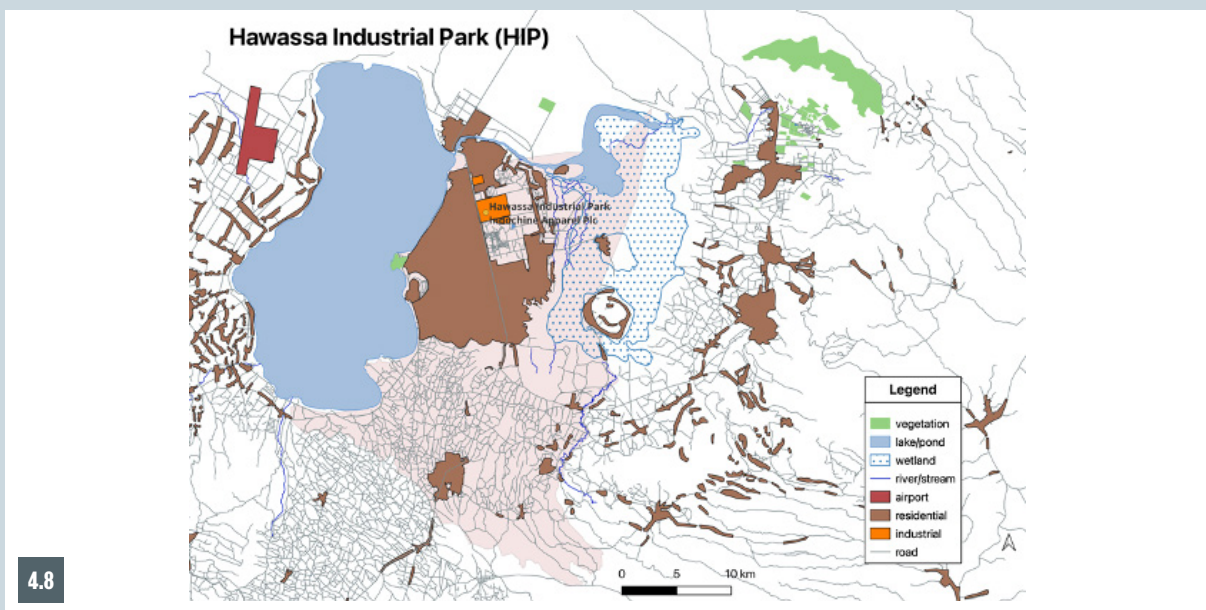 Hawassa Industrial Park (HIP)
Hawassa Industrial Park
Indochine Apparel Plc
Legend
vegetation
lake/pond
wetland
river/stream
airport
residential
industrial
road
0 5 10 km
4.8